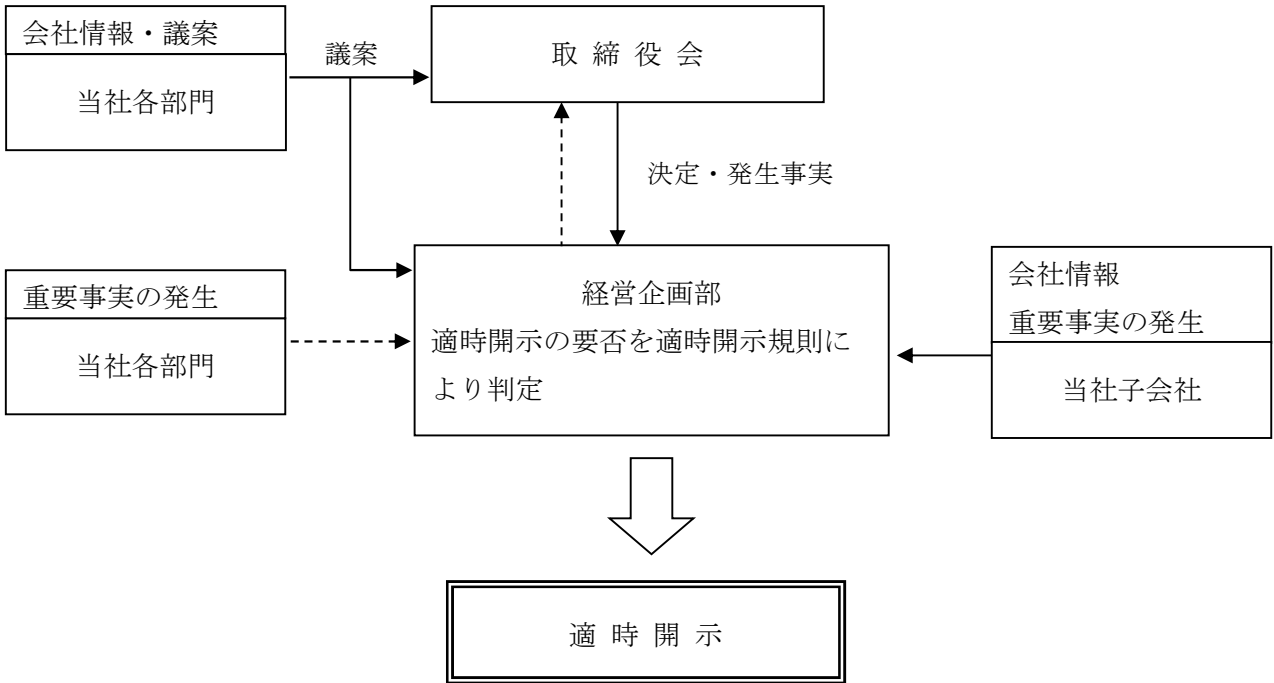 会社情報・議案
当社各部門
議案
取 締 役 会
決定・発生事実
重要事実の発生
当社各部門
経営企画部
適時開示の要否を適時開示規則に
より判定
会社情報
重要事実の発生
当社子会社
適 時 開 示